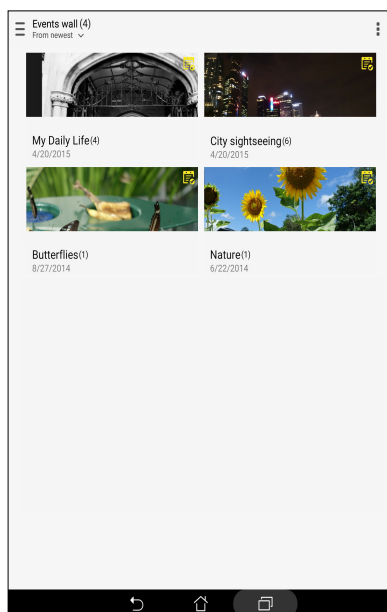 Events wall (4)
From newest
My Daily Life(4)
4/20/2015
City sightseeing(6)
4/20/2015
Butterflies(1)
8/27/2014
Nature(1)
6/22/2014